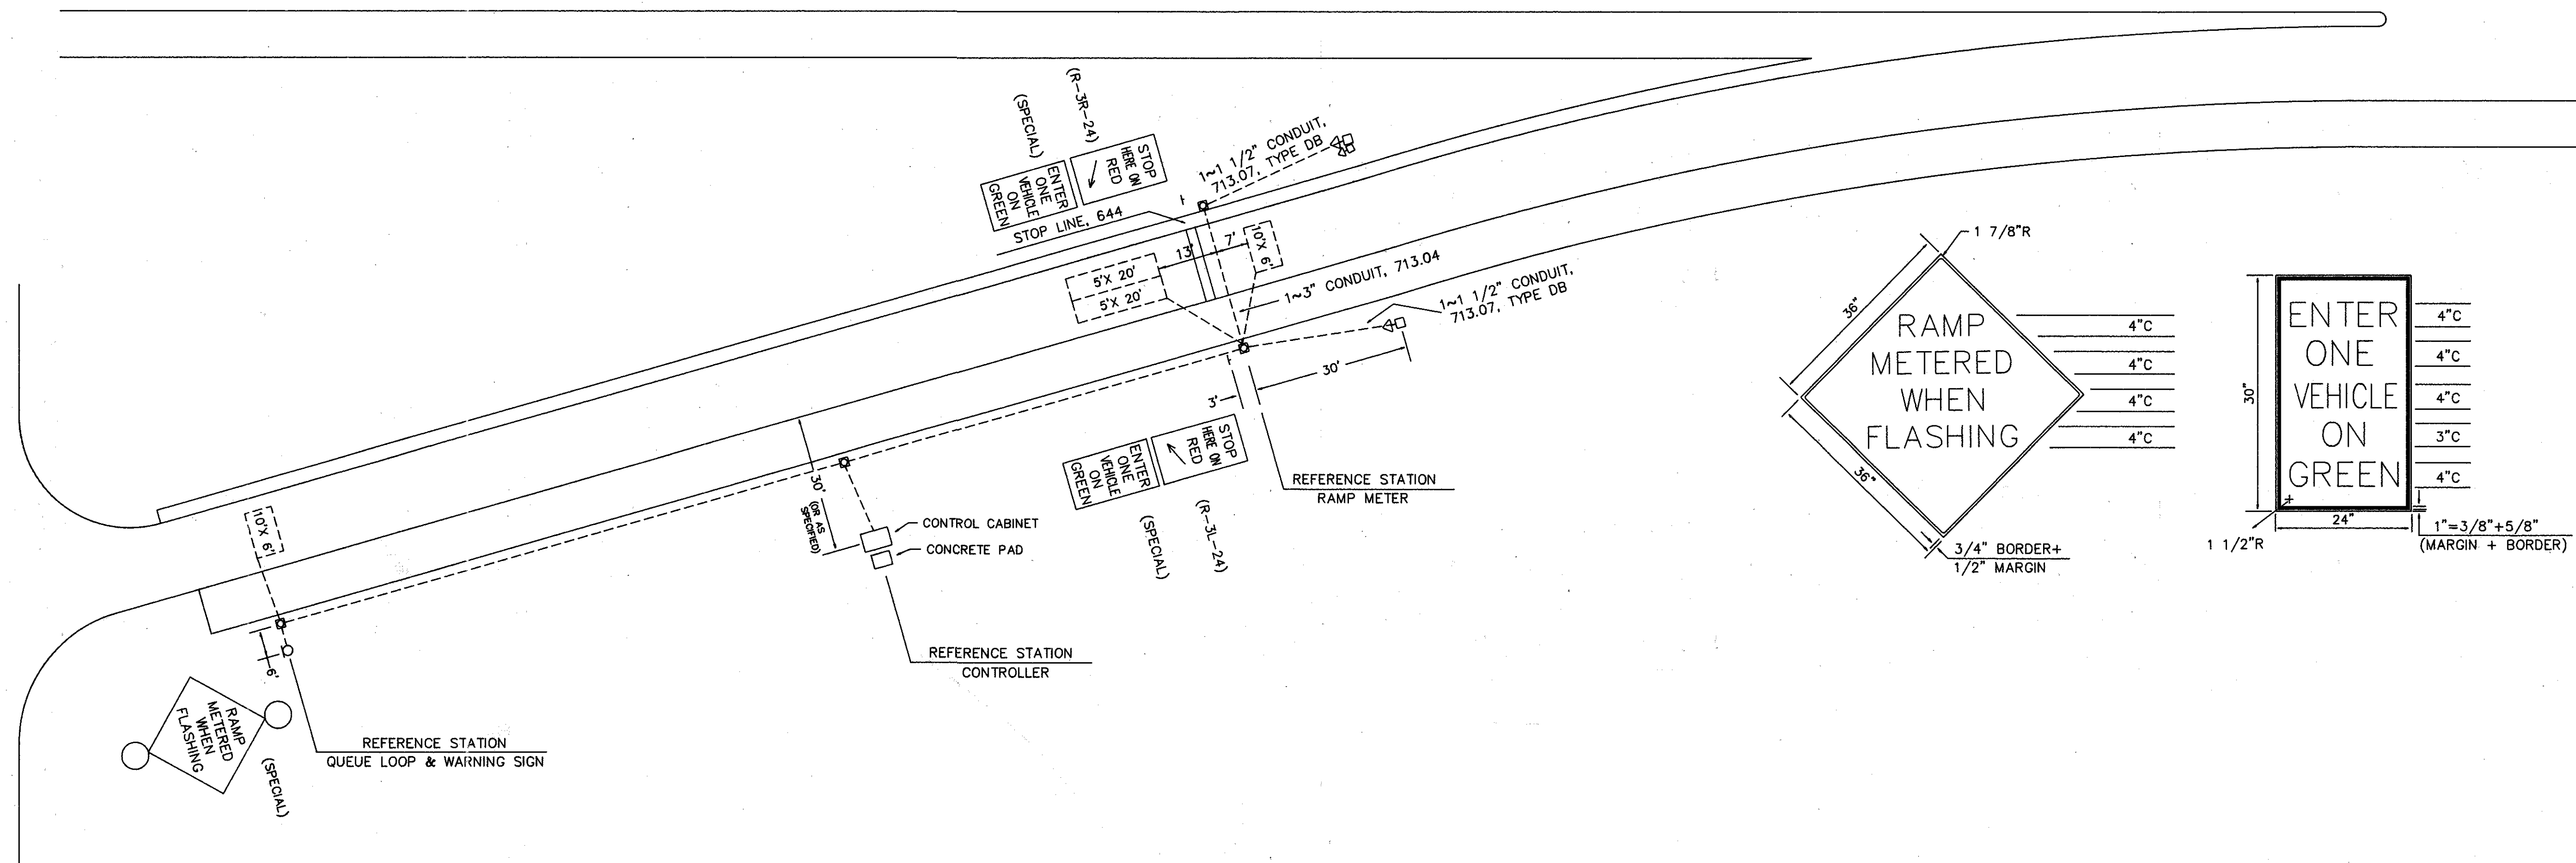 (R-3R-24)
(SPECIAL)
STOP
HERE ON
RED
ENTER
ONE
VEHICLE
ON
GREEN
STOP LINE, 644
1~1 1/2" CONDUIT,
713.07, TYPE DB
13'
7'
10'X 6'
5'X 20'
5'X 20'
1~3" CONDUIT, 713.04
1~1 1/2" CONDUIT,
713.07, TYPE DB
30'
3'
STOP
HERE ON
RED
ENTER
ONE
VEHICLE
ON
GREEN
(R-3L-24)
(SPECIAL)
REFERENCE STATION
RAMP METER
30'
(OR AS
SPECIFIED)
CONTROL CABINET
CONCRETE PAD
REFERENCE STATION
CONTROLLER
10'X 6'
6'
RAMP
METERED
WHEN
FLASHING
(SPECIAL)
REFERENCE STATION
QUEUE LOOP & WARNING SIGN
1 7/8"R
36"
36"
RAMP
METERED
WHEN
FLASHING
4"C
4"C
4"C
4"C
3/4" BORDER+
1/2" MARGIN
30"
ENTER
ONE
VEHICLE
ON
GREEN
4"C
4"C
4"C
3"C
4"C
24"
1 1/2"R
1"=3/8"+5/8"
(MARGIN + BORDER)